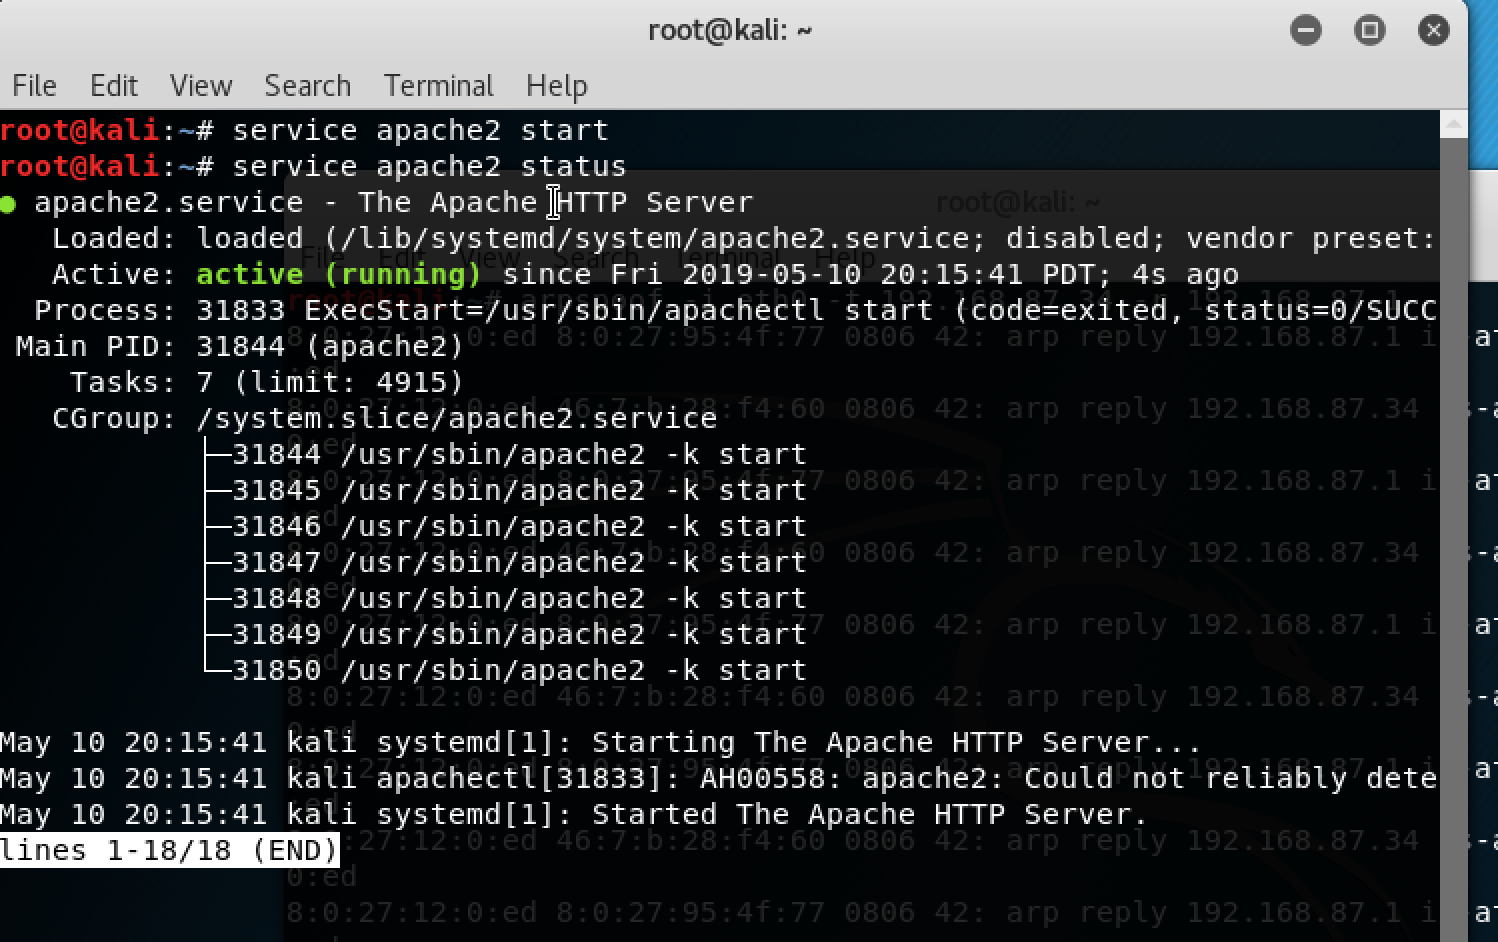 root@kali: ~
File Edit View Search Terminal Help
root@kali:~# service apache2 start
root@kali:~# service apache2 status
● apache2.service - The Apache HTTP Server
Loaded: loaded (/lib/systemd/system/apache2.service; disabled; vendor preset:
Active: active (running) since Fri 2019-05-10 20:15:41 PDT; 4s ago
Process: 31833 ExecStart=/usr/sbin/apachectl start (code=exited, status=0/SUCC
Main PID: 31844 (apache2)
Tasks: 7 (limit: 4915)
CGroup: /system.slice/apache2.service
├─31844 /usr/sbin/apache2 -k start
├─31845 /usr/sbin/apache2 -k start
├─31846 /usr/sbin/apache2 -k start
├─31847 /usr/sbin/apache2 -k start
├─31848 /usr/sbin/apache2 -k start
├─31849 /usr/sbin/apache2 -k start
└─31850 /usr/sbin/apache2 -k start
May 10 20:15:41 kali systemd[1]: Starting The Apache HTTP Server...
May 10 20:15:41 kali apachectl[31833]: AH00558: apache2: Could not reliably dete
May 10 20:15:41 kali systemd[1]: Started The Apache HTTP Server.
lines 1-18/18 (END)
root@kali: ~
File Edit View Search Terminal Help
8:0:27:12:0:ed 8:0:27:95:4f:77 0806 42: arp reply 192.168.87.1 i
0:ed
8:0:27:12:0:ed 46:7:b:28:f4:60 0806 42: arp reply 192.168.87.34
0:ed
8:0:27:12:0:ed 8:0:27:95:4f:77 0806 42: arp reply 192.168.87.1 i
0:ed
8:0:27:12:0:ed 46:7:b:28:f4:60 0806 42: arp reply 192.168.87.34
0:ed
8:0:27:12:0:ed 8:0:27:95:4f:77 0806 42: arp reply 192.168.87.1 i
0:ed
8:0:27:12:0:ed 46:7:b:28:f4:60 0806 42: arp reply 192.168.87.34
0:ed
8:0:27:12:0:ed 8:0:27:95:4f:77 0806 42: arp reply 192.168.87.1 i
0:ed
8:0:27:12:0:ed 46:7:b:28:f4:60 0806 42: arp reply 192.168.87.34
0:ed
8:0:27:12:0:ed 8:0:27:95:4f:77 0806 42: arp reply 192.168.87.1 i